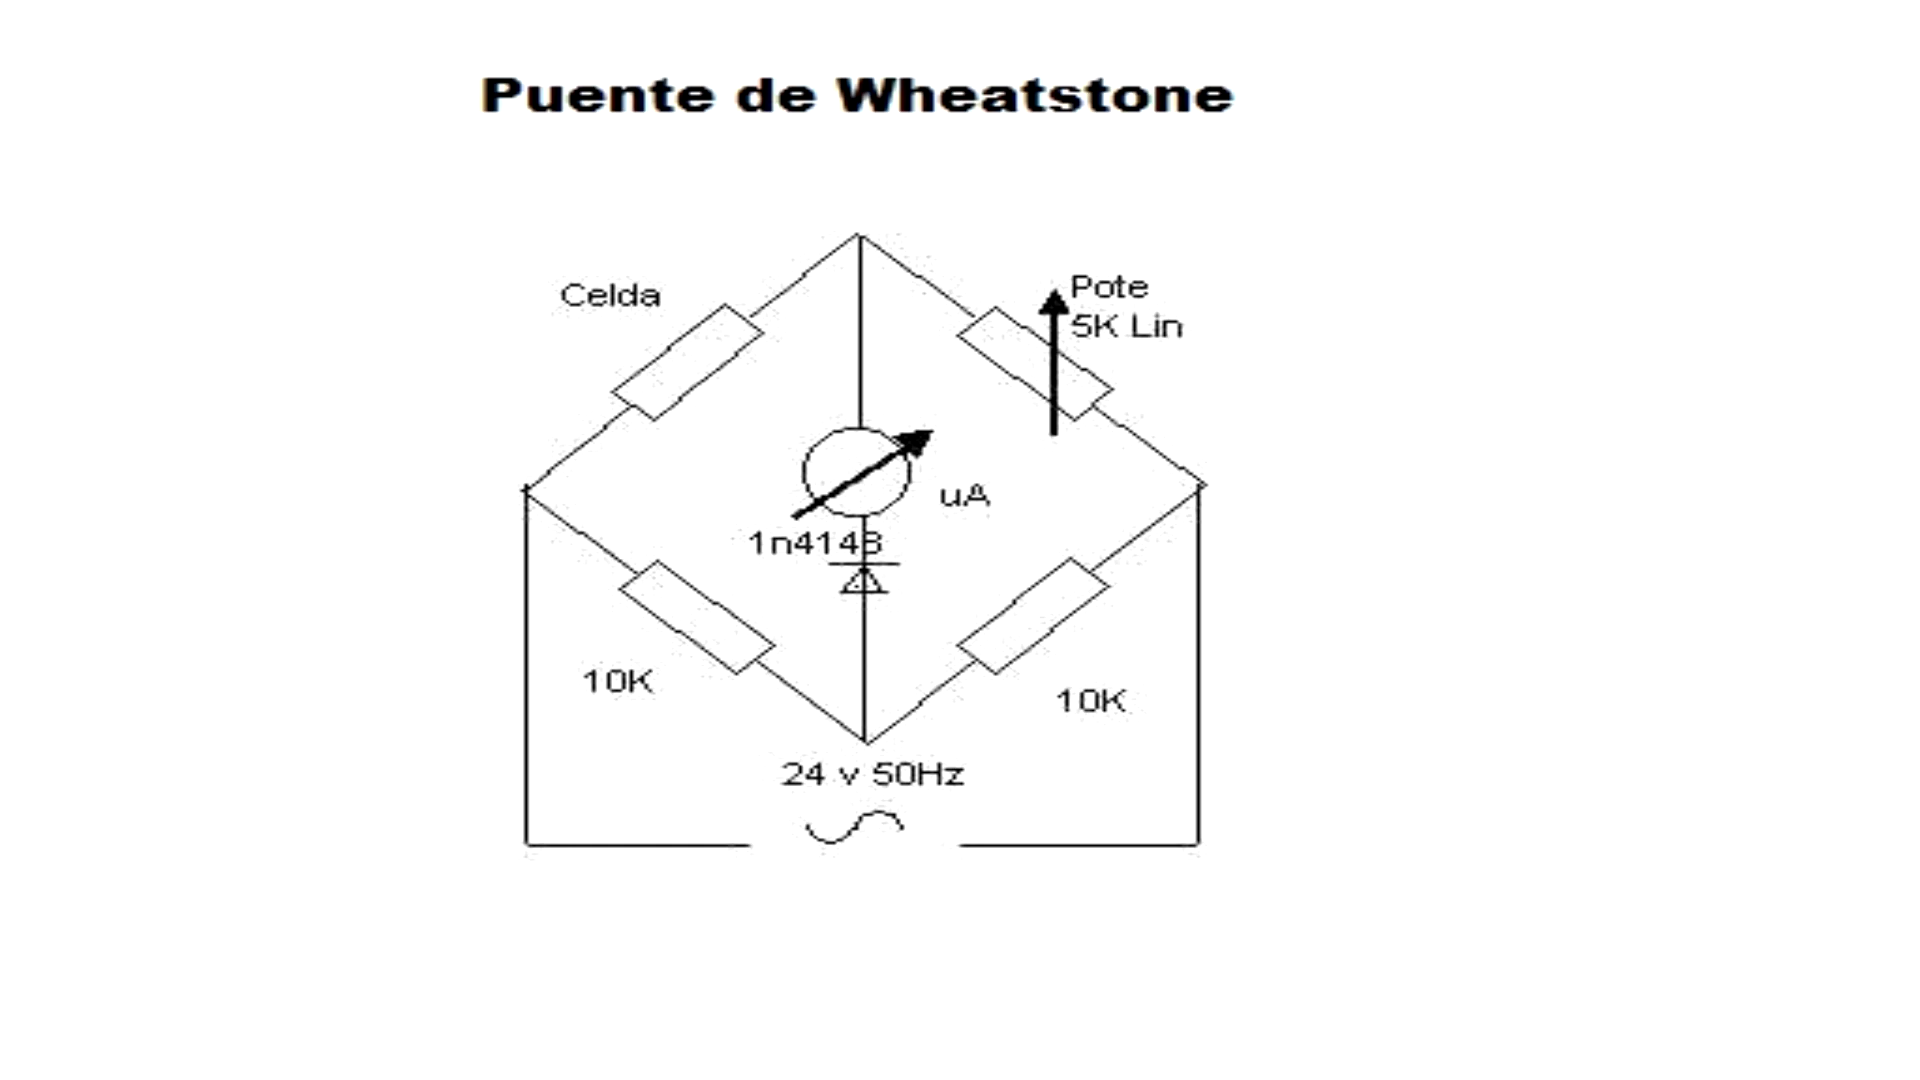 Puente de Wheatstone
Celda
Pote
5K Lin
uA
1n4148
10K
10K
24 v 50Hz